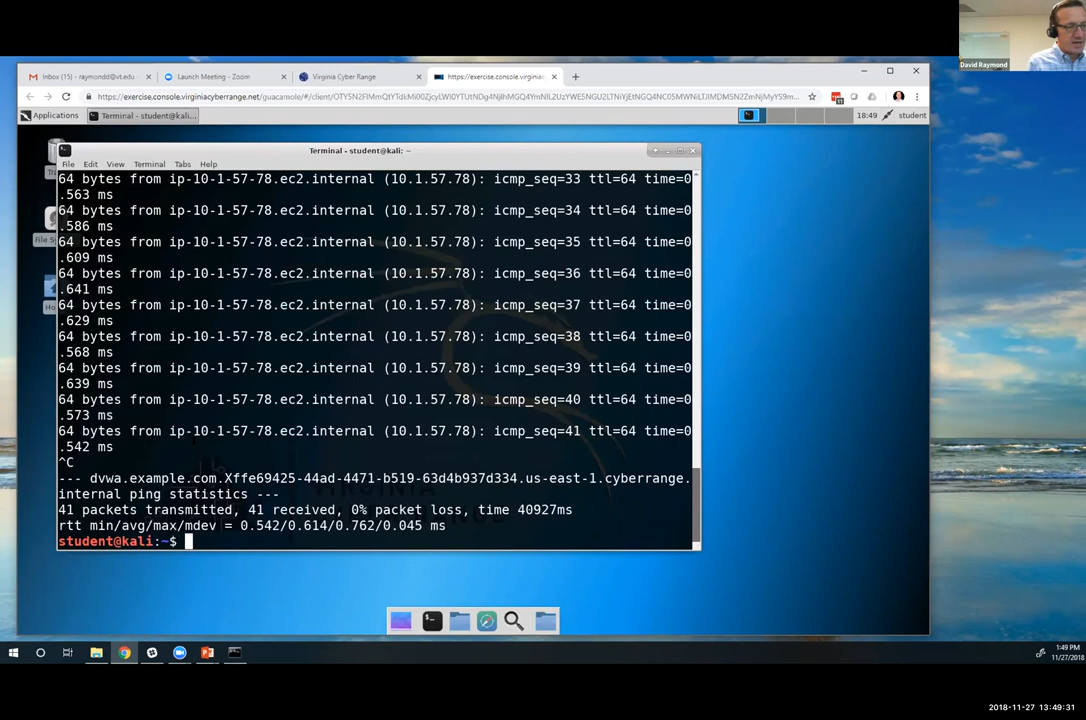 David Raymond
Inbox (15) - raymondd@vt.edu
Launch Meeting - Zoom
Virginia Cyber Range
https://exercise.console.virginiacyberrange.net
Applications
Terminal - student@kali...
18:49
student
Terminal - student@kali: ~
File Edit View Terminal Tabs Help
64 bytes from ip-10-1-57-78.ec2.internal (10.1.57.78): icmp_seq=33 ttl=64 time=0
.563 ms
64 bytes from ip-10-1-57-78.ec2.internal (10.1.57.78): icmp_seq=34 ttl=64 time=0
.586 ms
64 bytes from ip-10-1-57-78.ec2.internal (10.1.57.78): icmp_seq=35 ttl=64 time=0
.609 ms
64 bytes from ip-10-1-57-78.ec2.internal (10.1.57.78): icmp_seq=36 ttl=64 time=0
.641 ms
64 bytes from ip-10-1-57-78.ec2.internal (10.1.57.78): icmp_seq=37 ttl=64 time=0
.629 ms
64 bytes from ip-10-1-57-78.ec2.internal (10.1.57.78): icmp_seq=38 ttl=64 time=0
.568 ms
64 bytes from ip-10-1-57-78.ec2.internal (10.1.57.78): icmp_seq=39 ttl=64 time=0
.639 ms
64 bytes from ip-10-1-57-78.ec2.internal (10.1.57.78): icmp_seq=40 ttl=64 time=0
.573 ms
64 bytes from ip-10-1-57-78.ec2.internal (10.1.57.78): icmp_seq=41 ttl=64 time=0
.542 ms
^C
--- dvwa.example.com.Xffe69425-44ad-4471-b519-63d4b937d334.us-east-1.cyberrange.
internal ping statistics ---
41 packets transmitted, 41 received, 0% packet loss, time 40927ms
rtt min/avg/max/mdev = 0.542/0.614/0.762/0.045 ms
student@kali:~$
1:49 PM
11/27/2018
2018-11-27 13:49:31